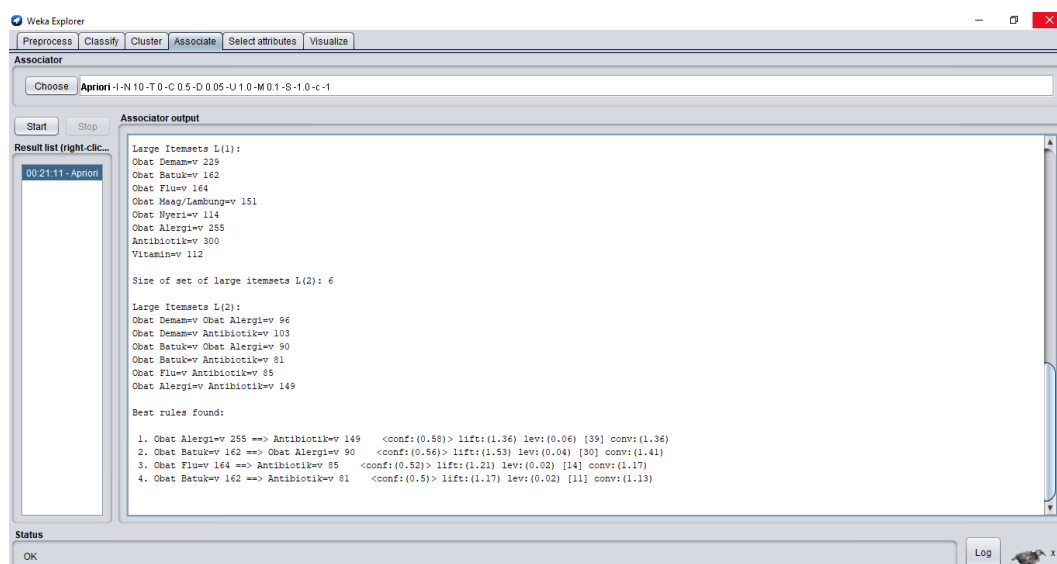 Weka Explorer
Preprocess Classify Cluster Associate Select attributes Visualize
Associator
Choose Apriori -I -N 10 -T 0 -C 0.5 -D 0.05 -U 1.0 -M 0.1 -S -1.0 -c -1
Start Stop
Associator output
Result list (right-clic...
00:21:11 - Apriori
Large Itemsets L(1):
Obat Demam=v 229
Obat Batuk=v 162
Obat Flu=v 164
Obat Maag/Lambung=v 151
Obat Nyeri=v 114
Obat Alergi=v 255
Antibiotik=v 300
Vitamin=v 112
Size of set of large itemsets L(2): 6
Large Itemsets L(2):
Obat Demam=v Obat Alergi=v 96
Obat Demam=v Antibiotik=v 103
Obat Batuk=v Obat Alergi=v 90
Obat Batuk=v Antibiotik=v 81
Obat Flu=v Antibiotik=v 85
Obat Alergi=v Antibiotik=v 149
Best rules found:
1. Obat Alergi=v 255 ==> Antibiotik=v 149 <conf:(0.58)> lift:(1.36) lev:(0.06) [39] conv:(1.36)
2. Obat Batuk=v 162 ==> Obat Alergi=v 90 <conf:(0.56)> lift:(1.53) lev:(0.04) [30] conv:(1.41)
3. Obat Flu=v 164 ==> Antibiotik=v 85 <conf:(0.52)> lift:(1.21) lev:(0.02) [14] conv:(1.17)
4. Obat Batuk=v 162 ==> Antibiotik=v 81 <conf:(0.5)> lift:(1.17) lev:(0.02) [11] conv:(1.13)
Status
OK
Log
x